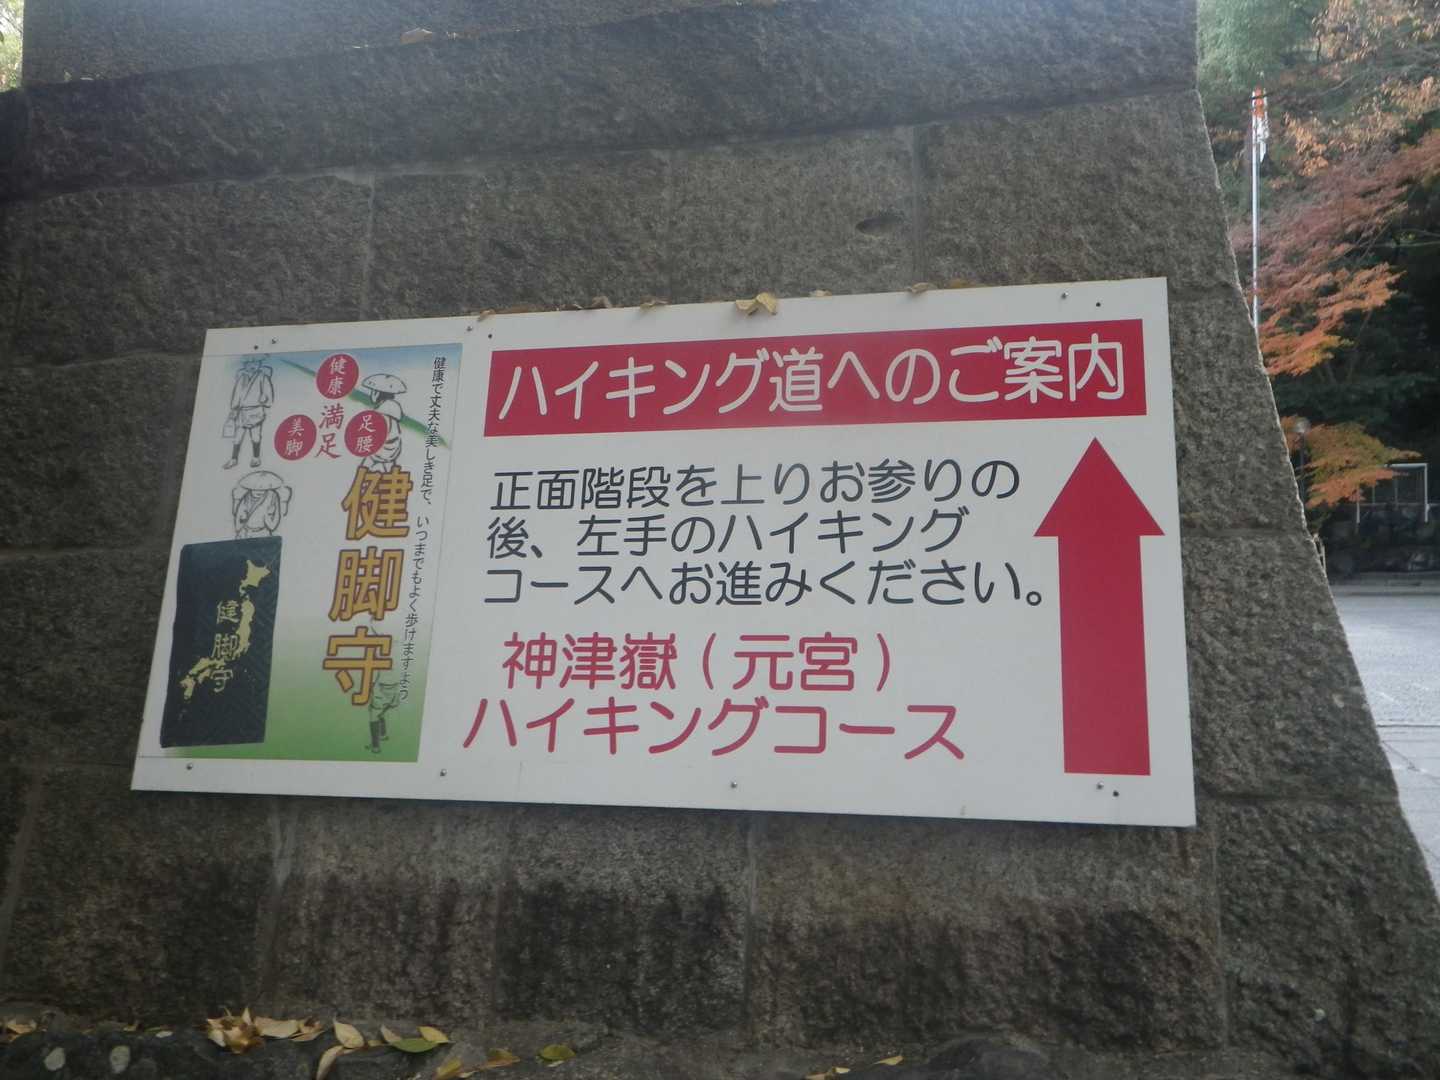 健康
満足
美脚
足腰
健脚守
健康で丈夫な美しき足で、いつまでもよく歩けますよう
健脚守
ハイキング道へのご案内
正面階段を上りお参りの
後、左手のハイキング
コースへお進みください。
神津嶽(元宮)
ハイキングコース